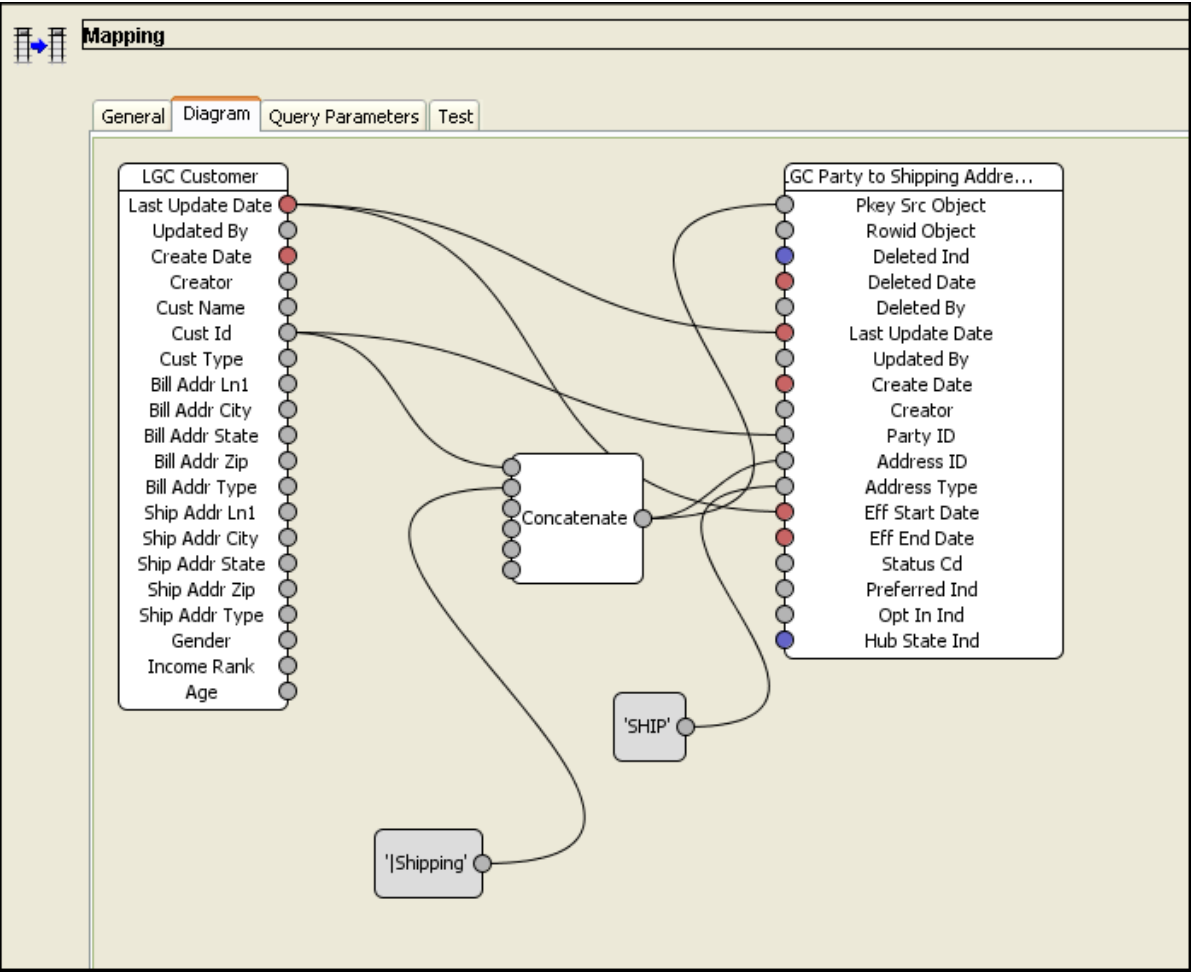 Mapping
General
Diagram
Query Parameters
Test
LGC Customer
Last Update Date
Updated By
Create Date
Creator
Cust Name
Cust Id
Cust Type
Bill Addr Ln1
Bill Addr City
Bill Addr State
Bill Addr Zip
Bill Addr Type
Ship Addr Ln1
Ship Addr City
Ship Addr State
Ship Addr Zip
Ship Addr Type
Gender
Income Rank
Age
Concatenate
'SHIP'
'|Shipping'
LGC Party to Shipping Addre...
Pkey Src Object
Rowid Object
Deleted Ind
Deleted Date
Deleted By
Last Update Date
Updated By
Create Date
Creator
Party ID
Address ID
Address Type
Eff Start Date
Eff End Date
Status Cd
Preferred Ind
Opt In Ind
Hub State Ind